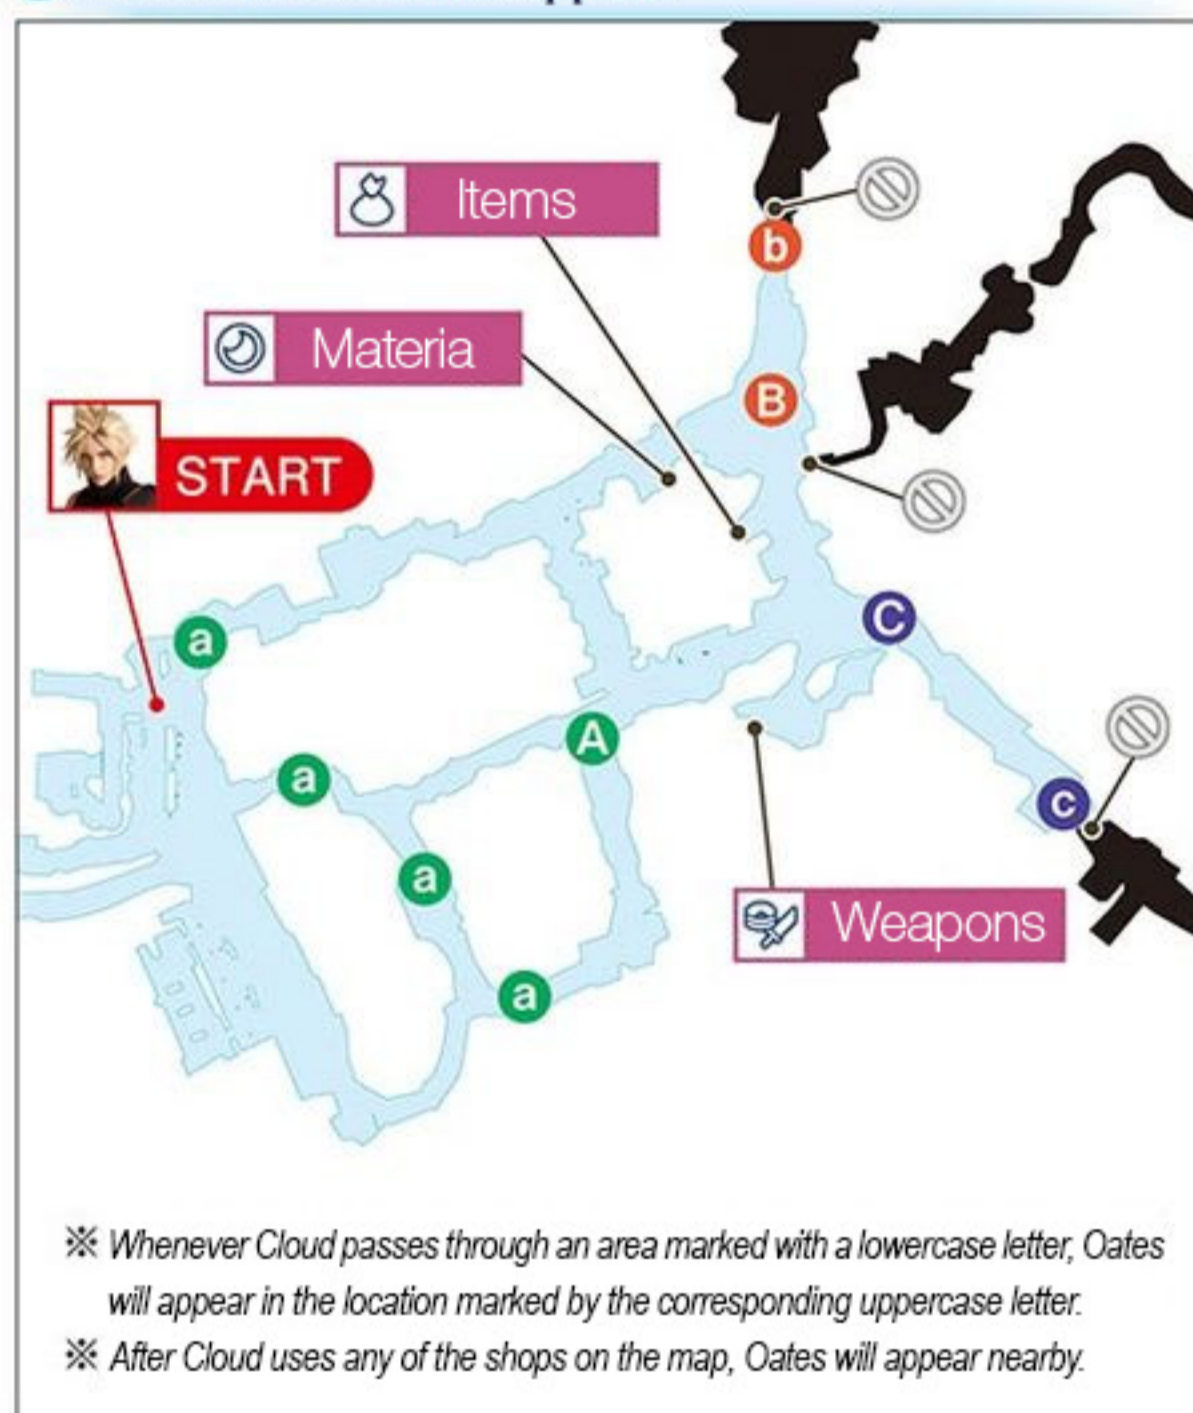 Items
b
Materia
B
START
C
a
A
a
c
a
Weapons
a
※ Whenever Cloud passes through an area marked with a lowercase letter, Oates
will appear in the location marked by the corresponding uppercase letter.
※ After Cloud uses any of the shops on the map, Oates will appear nearby.